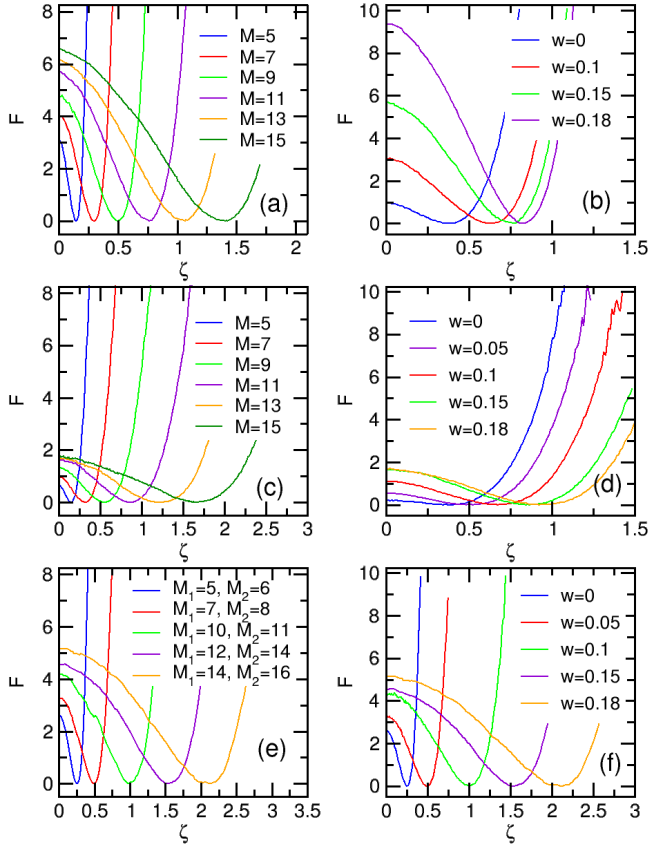 8
6
4
2
0
F
M=5
M=7
M=9
M=11
M=13
M=15
(a)
0 0.5 1 1.5 2
ζ
10
8
6
4
2
0
F
w=0
w=0.1
w=0.15
w=0.18
(b)
0 0.5 1 1.5
ζ
8
6
4
2
0
F
M=5
M=7
M=9
M=11
M=13
M=15
(c)
0 0.5 1 1.5 2 2.5 3
ζ
10
8
6
4
2
0
F
w=0
w=0.05
w=0.1
w=0.15
w=0.18
(d)
0 0.5 1 1.5
ζ
8
6
4
2
0
F
M₁=5, M₂=6
M₁=7, M₂=8
M₁=10, M₂=11
M₁=12, M₂=14
M₁=14, M₂=16
(e)
0 0.5 1 1.5 2 2.5 3 3.5
ζ
10
8
6
4
2
0
F
w=0
w=0.05
w=0.1
w=0.15
w=0.18
(f)
0 0.5 1 1.5 2 2.5 3
ζ